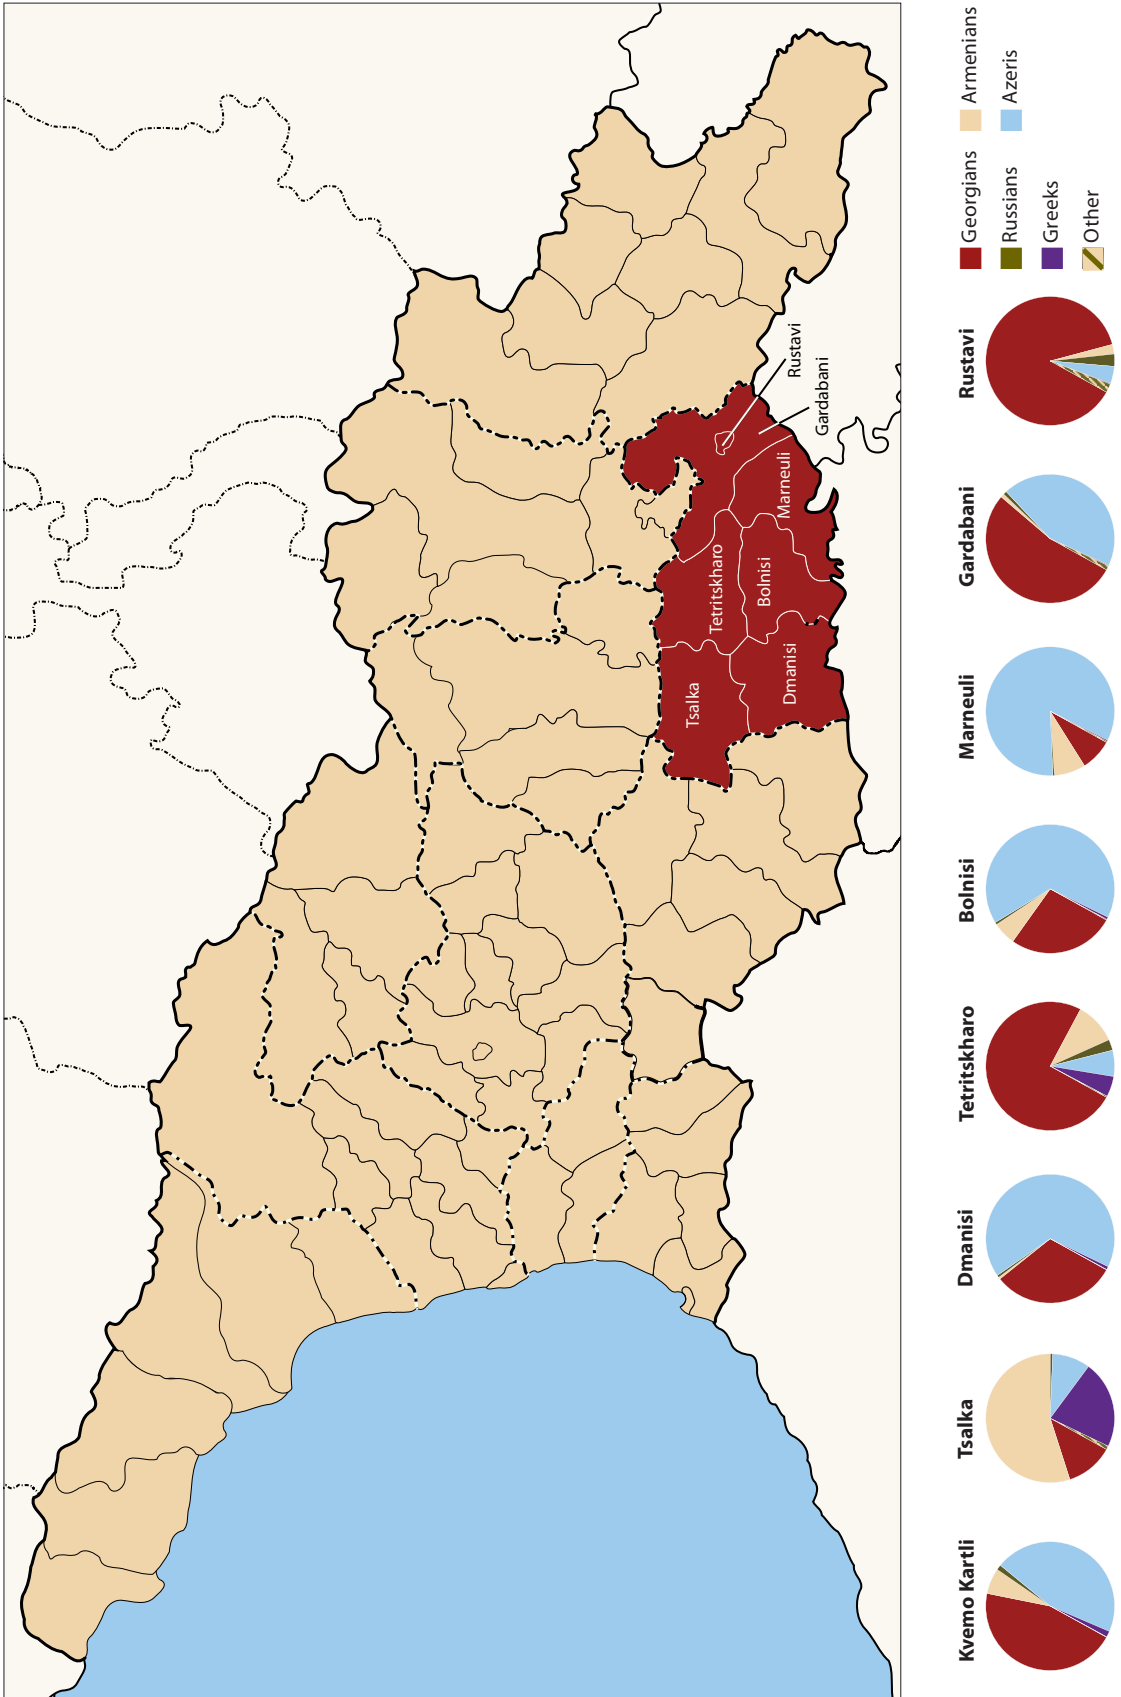 Rustavi
Gardabani
Marneuli
Tetritskharo
Bolnisi
Tsalka
Dmanisi
Kvemo Kartli
Tsalka
Dmanisi
Tetritskharo
Bolnisi
Marneuli
Gardabani
Rustavi
Georgians
Armenians
Russians
Azeris
Greeks
Other